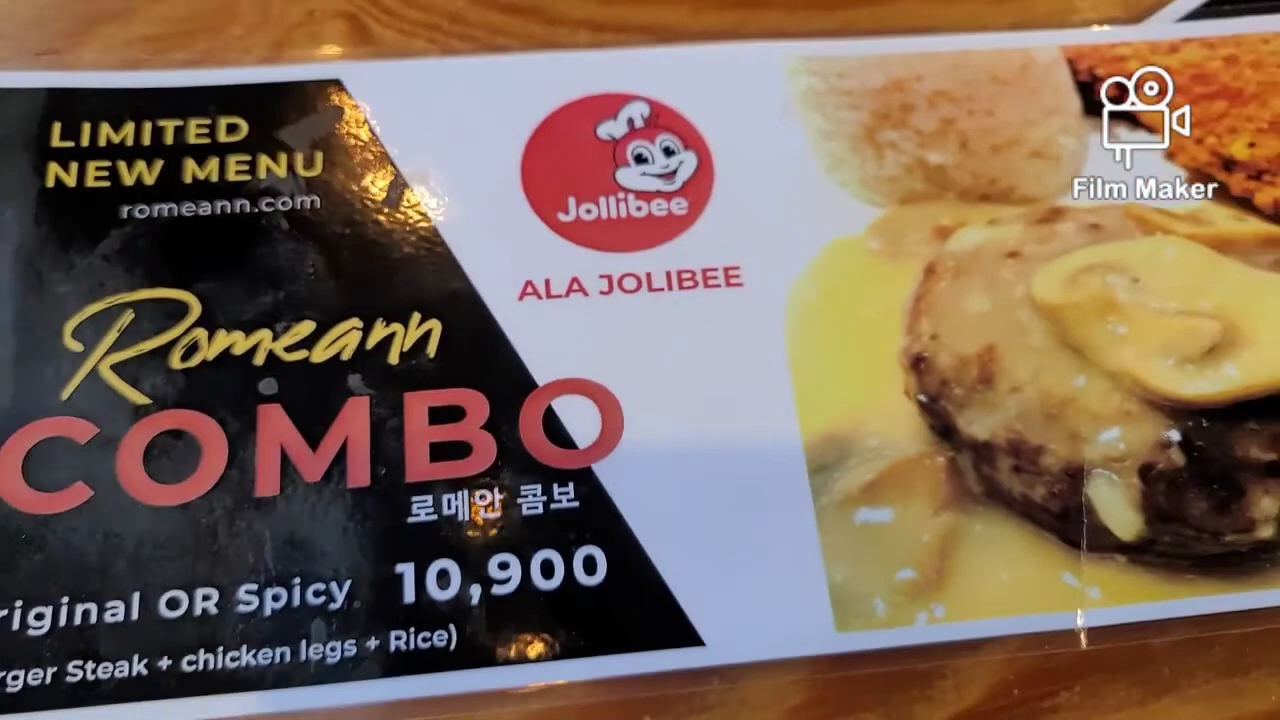 LIMITED
NEW MENU
romeann.com
Romeann
COMBO
로메안 콤보
riginal OR Spicy 10,900
rger Steak + chicken legs + Rice)
Jollibee
ALA JOLIBEE
Film Maker